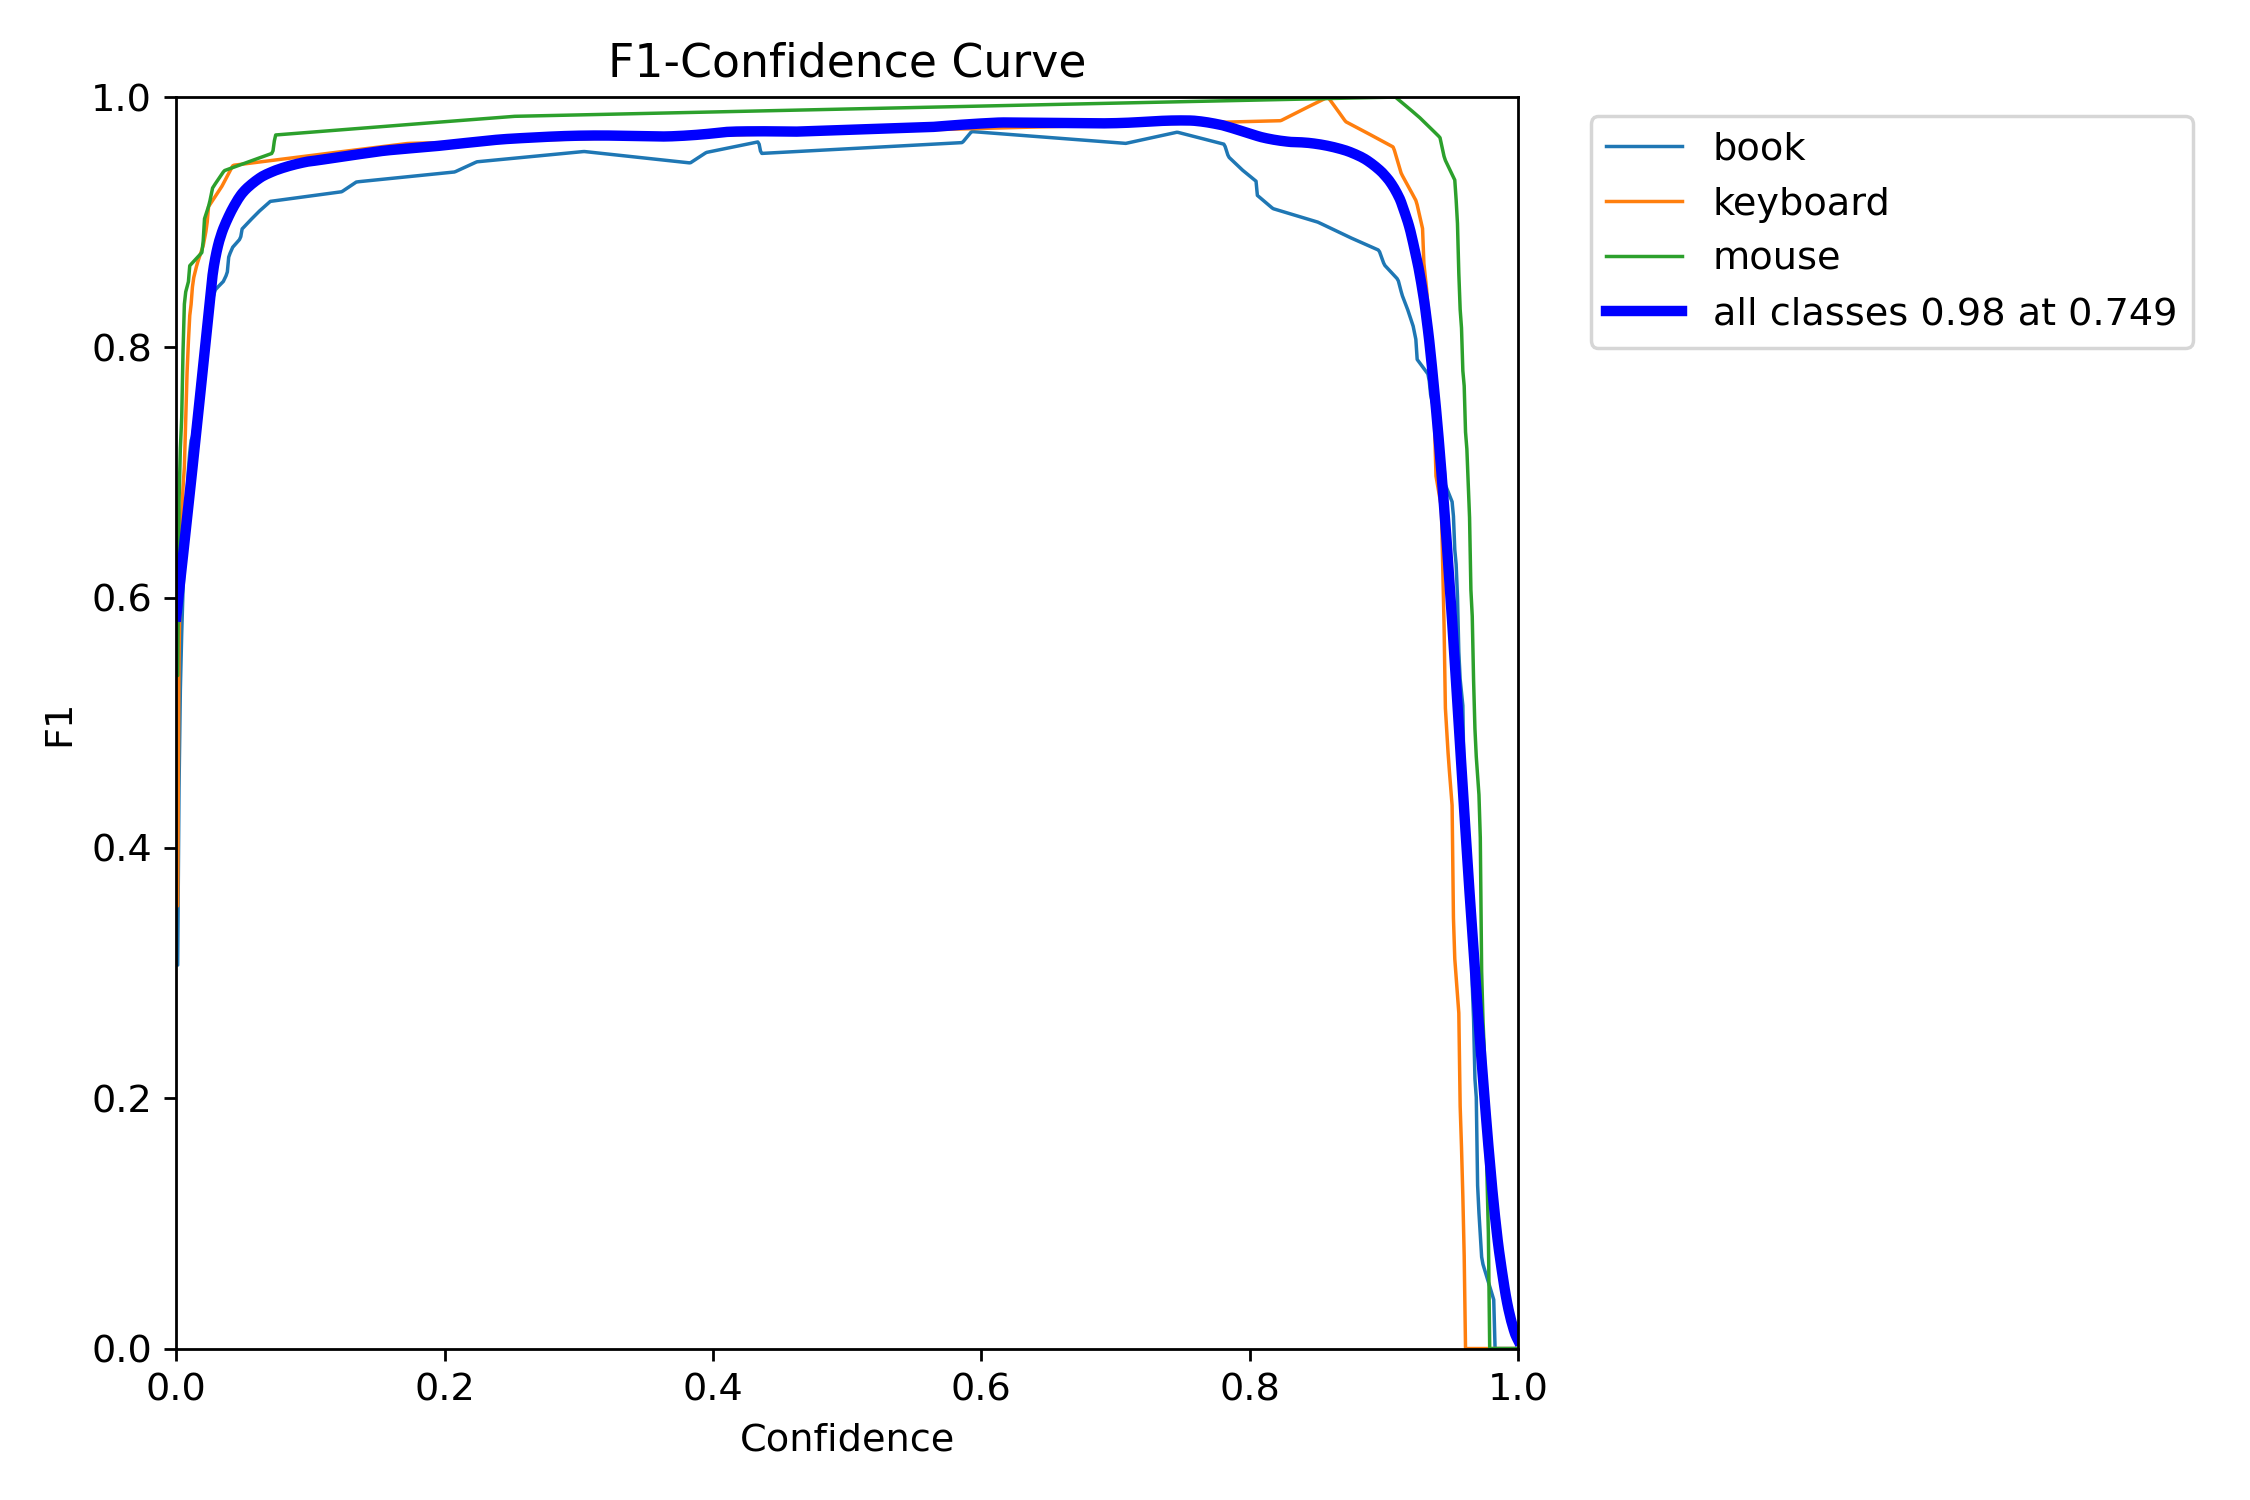 F1-Confidence Curve
1.0
0.8
0.6
0.4
0.2
0.0
F1
0.0 0.2 0.4 0.6 0.8 1.0
Confidence
book
keyboard
mouse
all classes 0.98 at 0.749